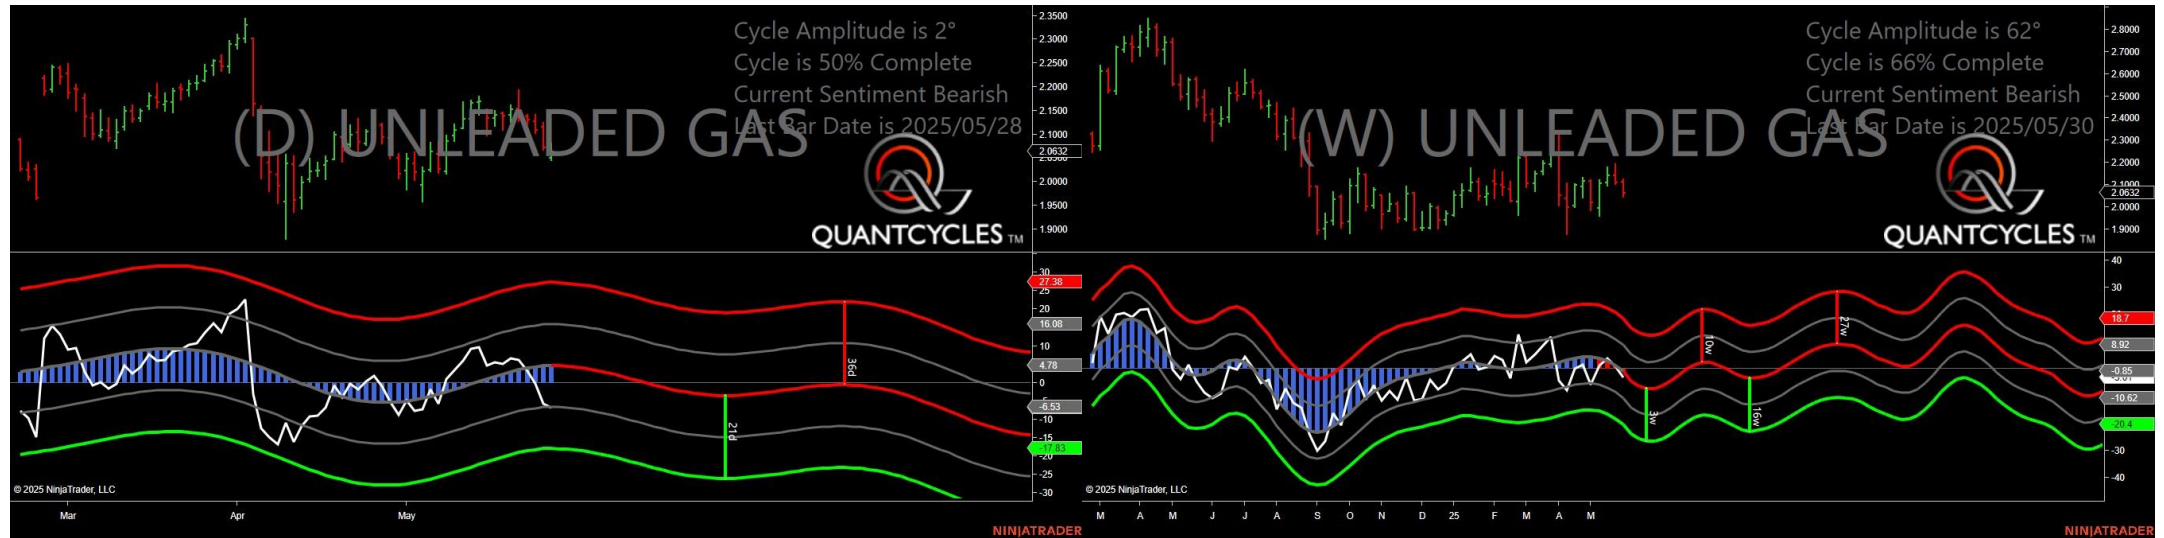 Cycle Amplitude is 2°
Cycle is 50% Complete
Current Sentiment Bearish
Last Bar Date is 2025/05/28
(D) UNLEADED GAS
QUANTCYCLES TM
2.3500
2.3000
2.2500
2.2000
2.1500
2.1000
2.0632
2.0000
1.9500
1.9000
30
27.38
25
20
16.08
10
4.78
0
-6.53
-10
-15
-17.83
-20
-25
-30
36d
21d
© 2025 NinjaTrader, LLC
Mar Apr May
NINJATRADER
Cycle Amplitude is 62°
Cycle is 66% Complete
Current Sentiment Bearish
Last Bar Date is 2025/05/30
(W) UNLEADED GAS
QUANTCYCLES TM
2.8000
2.7000
2.6000
2.5000
2.4000
2.3000
2.2000
2.1000
2.0632
2.0000
1.9000
40
30
18.7
8.92
-0.85
-10.62
-20.4
-30
-40
3w
10w
16w
27w
© 2025 NinjaTrader, LLC
M A M J J A S O N D 25 F M A M
NINJATRADER